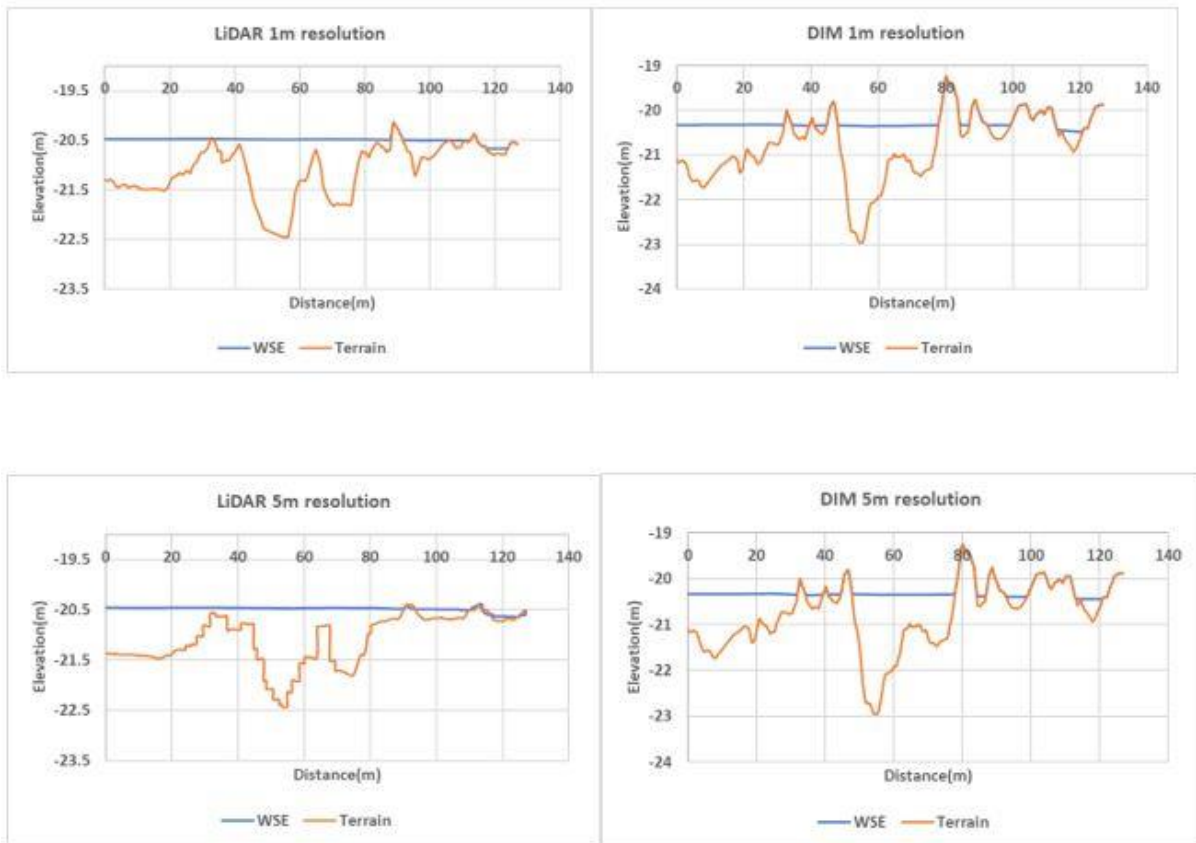 LiDAR 1m resolution
0 20 40 60 80 100 120 140
-19.5
-20.5
-21.5
-22.5
-23.5
Elevation(m)
Distance(m)
WSE Terrain
DIM 1m resolution
-19
0 20 40 60 80 100 120 140
-20
-21
-22
-23
-24
Elevation(m)
Distance(m)
WSE Terrain
LiDAR 5m resolution
0 20 40 60 80 100 120 140
-19.5
-20.5
-21.5
-22.5
-23.5
Elevation(m)
Distance(m)
WSE Terrain
DIM 5m resolution
-19
0 20 40 60 80 100 120 140
-20
-21
-22
-23
-24
Elevation(m)
Distance(m)
WSE Terrain